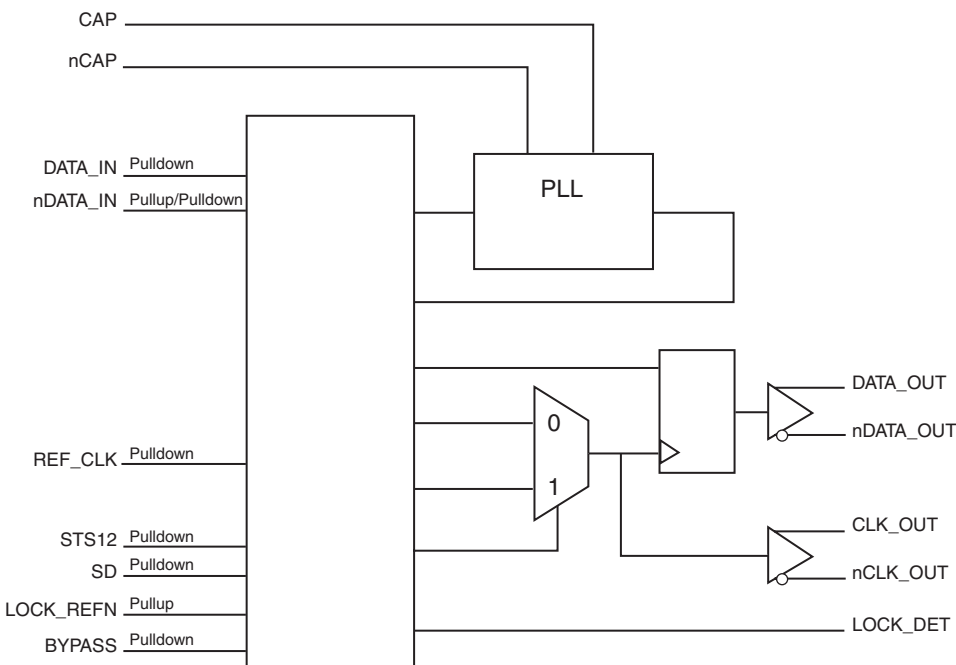 CAP
nCAP
DATA_IN Pulldown
nDATA_IN Pullup/Pulldown
PLL
DATA_OUT
nDATA_OUT
0
REF_CLK Pulldown
1
CLK_OUT
STS12 Pulldown
SD Pulldown
nCLK_OUT
LOCK_REFN Pullup
LOCK_DET
BYPASS Pulldown